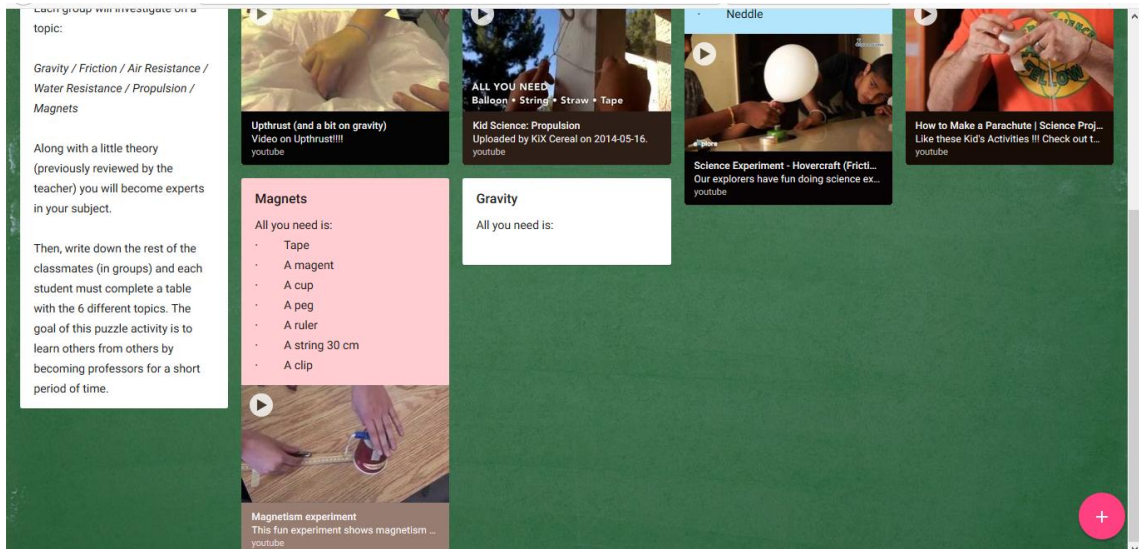 Each group will investigate on a
topic:
Gravity / Friction / Air Resistance /
Water Resistance / Propulsion /
Magnets
Along with a little theory
(previously reviewed by the
teacher) you will become experts
in your subject.
Then, write down the rest of the
classmates (in groups) and each
student must complete a table
with the 6 different topics. The
goal of this puzzle activity is to
learn others from others by
becoming professors for a short
period of time.
Upthrust (and a bit on gravity)
Video on Upthrust!!!!
youtube
Magnets
All you need is:
· Tape
· A magent
· A cup
· A peg
· A ruler
· A string 30 cm
· A clip
Magnetism experiment
This fun experiment shows magnetism ...
youtube
ALL YOU NEED
Balloon • String • Straw • Tape
Kid Science: Propulsion
Uploaded by KiX Cereal on 2014-05-16.
youtube
Gravity
All you need is:
· Neddle
explore
Science Experiment - Hovercraft (Fricti...
Our explorers have fun doing science ex...
youtube
How to Make a Parachute | Science Proj...
Like these Kid's Activities !!! Check out t...
youtube
+